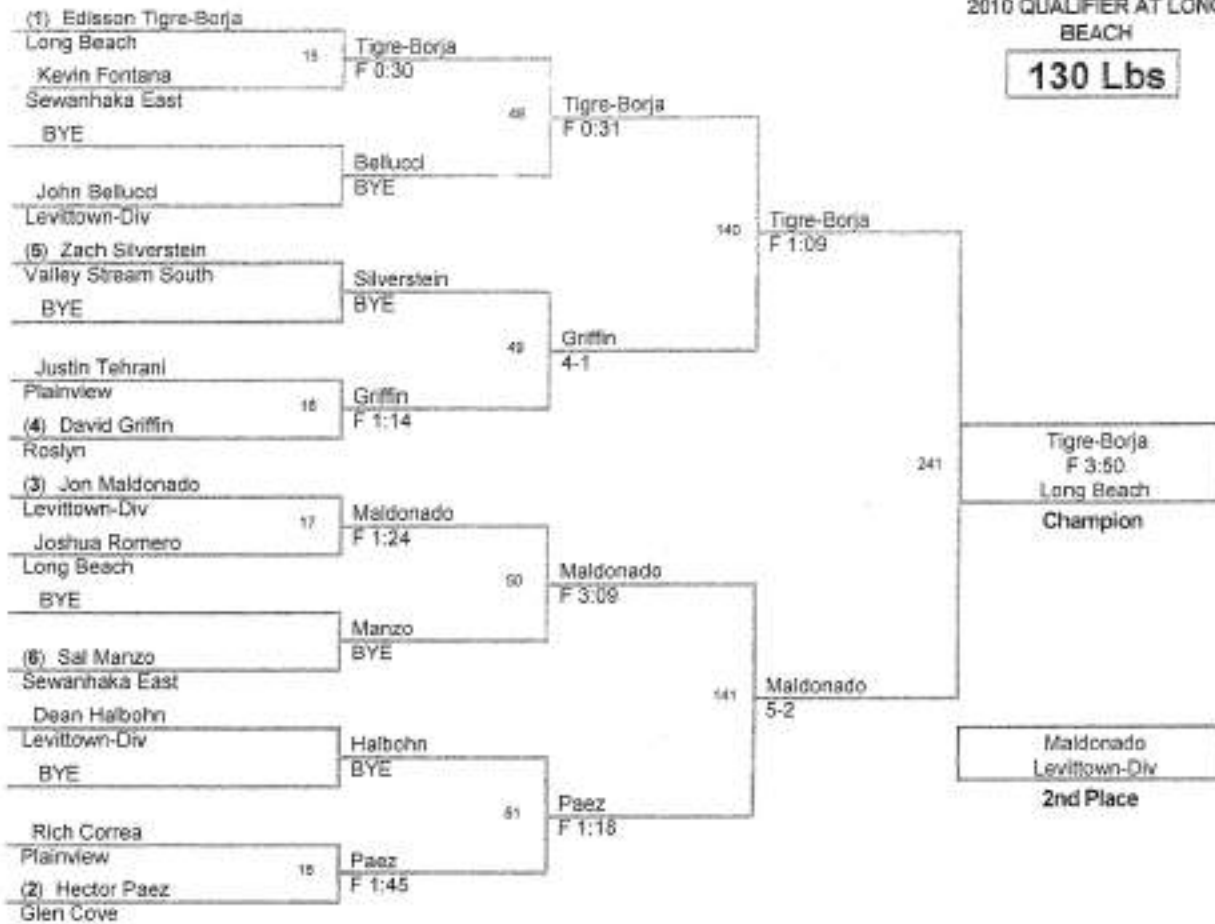 2010 QUALIFIER AT LONG
BEACH
130 Lbs
(1) Edisson Tigre-Borja
Long Beach
15
Kevin Fontana
Sewanhaka East
BYE
John Bellucci
Levittown-Div
(5) Zach Silverstein
Valley Stream South
BYE
Justin Tehrani
Plainview
16
(4) David Griffin
Roslyn
(3) Jon Maldonado
Levittown-Div
17
Joshua Romero
Long Beach
BYE
(6) Sal Manzo
Sewanhaka East
Dean Halbohn
Levittown-Div
BYE
Rich Correa
Plainview
18
(2) Hector Paez
Glen Cove
Tigre-Borja
F 0:30
48
Bellucci
BYE
Silverstein
BYE
49
Griffin
F 1:14
Maldonado
F 1:24
50
Manzo
BYE
Halbohn
BYE
51
Paez
F 1:45
Tigre-Borja
F 0:31
140
Griffin
4-1
Maldonado
F 3:09
141
Paez
F 1:18
Tigre-Borja
F 1:09
241
Maldonado
5-2
Tigre-Borja
F 3:50
Long Beach
Champion
Maldonado
Levittown-Div
2nd Place